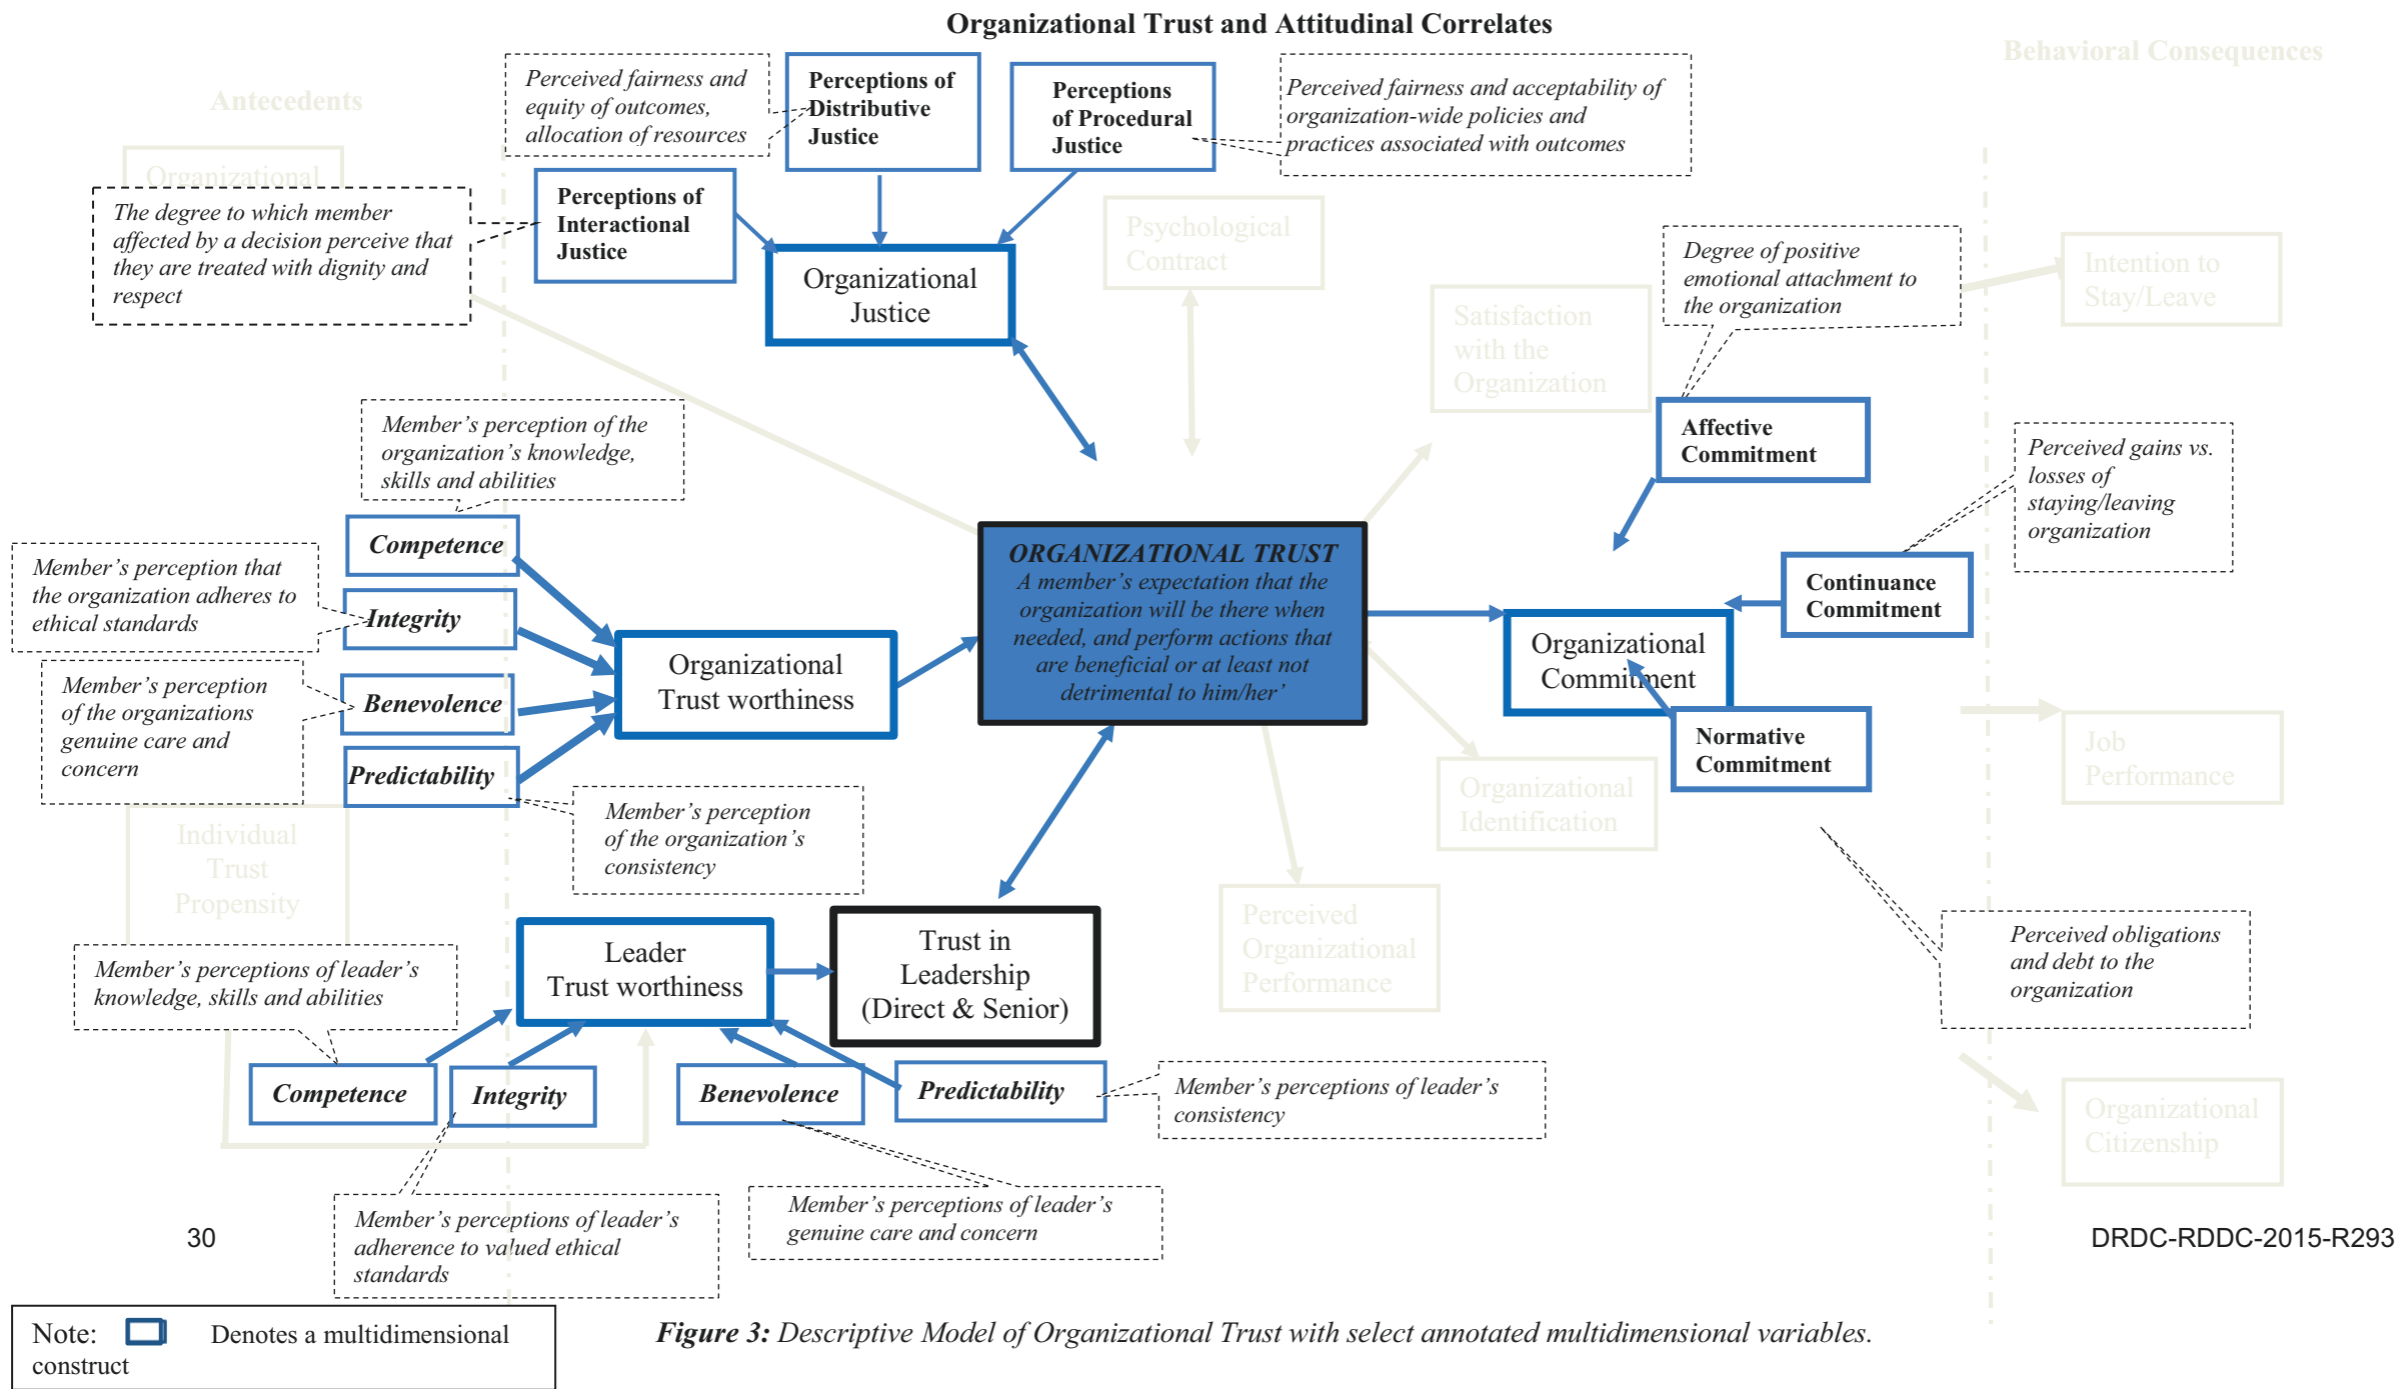 Organizational Trust and Attitudinal Correlates
Antecedents
Behavioral Consequences
Organizational
Perceived fairness and
equity of outcomes,
allocation of resources
Perceptions of
Distributive
Justice
Perceptions
of Procedural
Justice
Perceived fairness and acceptability of
organization-wide policies and
practices associated with outcomes
The degree to which member
affected by a decision perceive that
they are treated with dignity and
respect
Perceptions of
Interactional
Justice
Organizational
Justice
Psychological
Contract
Satisfaction
with the
Organization
Degree of positive
emotional attachment to
the organization
Intention to
Stay/Leave
Affective
Commitment
Perceived gains vs.
losses of
staying/leaving
organization
Member’s perception of the
organization’s knowledge,
skills and abilities
Competence
Member’s perception that
the organization adheres to
ethical standards
Integrity
Member’s perception
of the organizations
genuine care and
concern
Benevolence
Predictability
Member’s perception
of the organization’s
consistency
Organizational
Trust worthiness
ORGANIZATIONAL TRUST
A member’s expectation that the
organization will be there when
needed, and perform actions that
are beneficial or at least not
detrimental to him/her’
Continuance
Commitment
Organizational
Commitment
Normative
Commitment
Job
Performance
Organizational
Identification
Individual
Trust
Propensity
Perceived
Organizational
Performance
Perceived obligations
and debt to the
organization
Member’s perceptions of leader’s
knowledge, skills and abilities
Leader
Trust worthiness
Trust in
Leadership
(Direct & Senior)
Competence
Integrity
Benevolence
Predictability
Member’s perceptions of leader’s
consistency
Organizational
Citizenship
Member’s perceptions of leader’s
adherence to valued ethical
standards
Member’s perceptions of leader’s
genuine care and concern
30
DRDC-RDDC-2015-R293
Note: Denotes a multidimensional
construct
Figure 3: Descriptive Model of Organizational Trust with select annotated multidimensional variables.